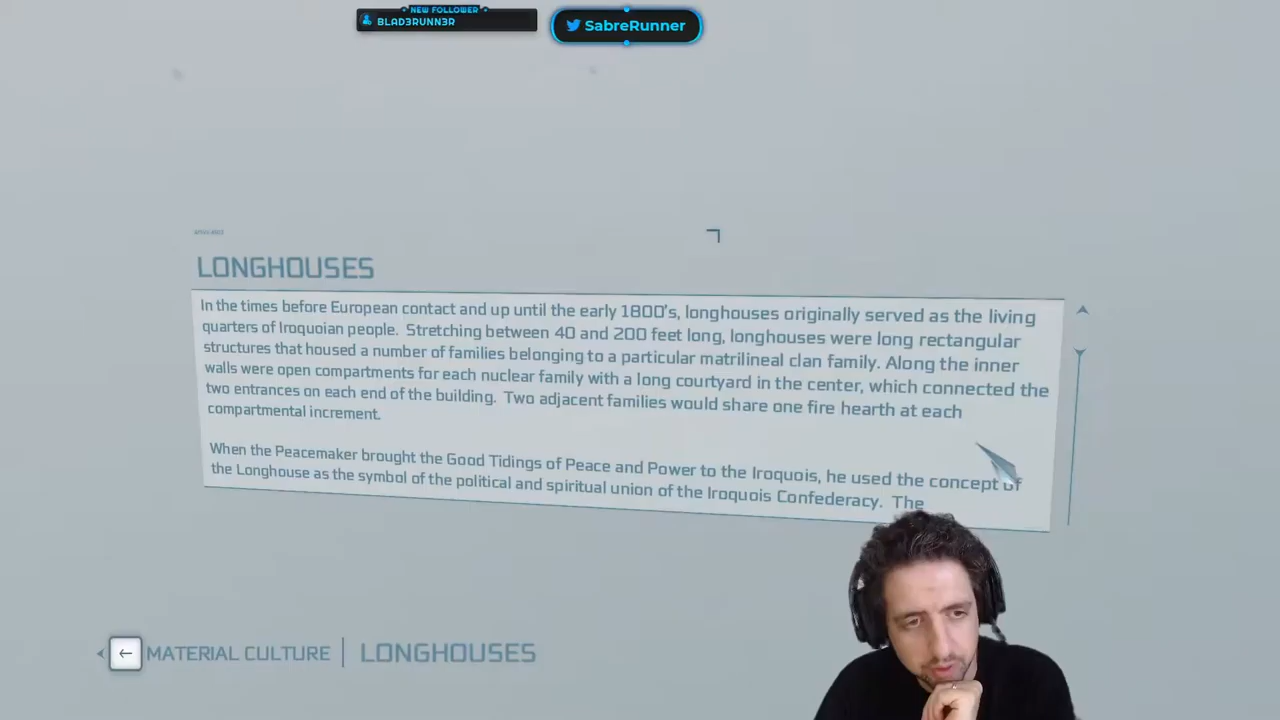 NEW FOLLOWER
BLAD3RUNN3R
SabreRunner
LONGHOUSES
In the times before European contact and up until the early 1800's, longhouses originally served as the living
quarters of Iroquoian people. Stretching between 40 and 200 feet long, longhouses were long rectangular
structures that housed a number of families belonging to a particular matrilineal clan family. Along the inner
walls were open compartments for each nuclear family with a long courtyard in the center, which connected the
two entrances on each end of the building. Two adjacent families would share one fire hearth at each
compartmental increment.
When the Peacemaker brought the Good Tidings of Peace and Power to the Iroquois, he used the concept of
the Longhouse as the symbol of the political and spiritual union of the Iroquois Confederacy. The
MATERIAL CULTURE
LONGHOUSES